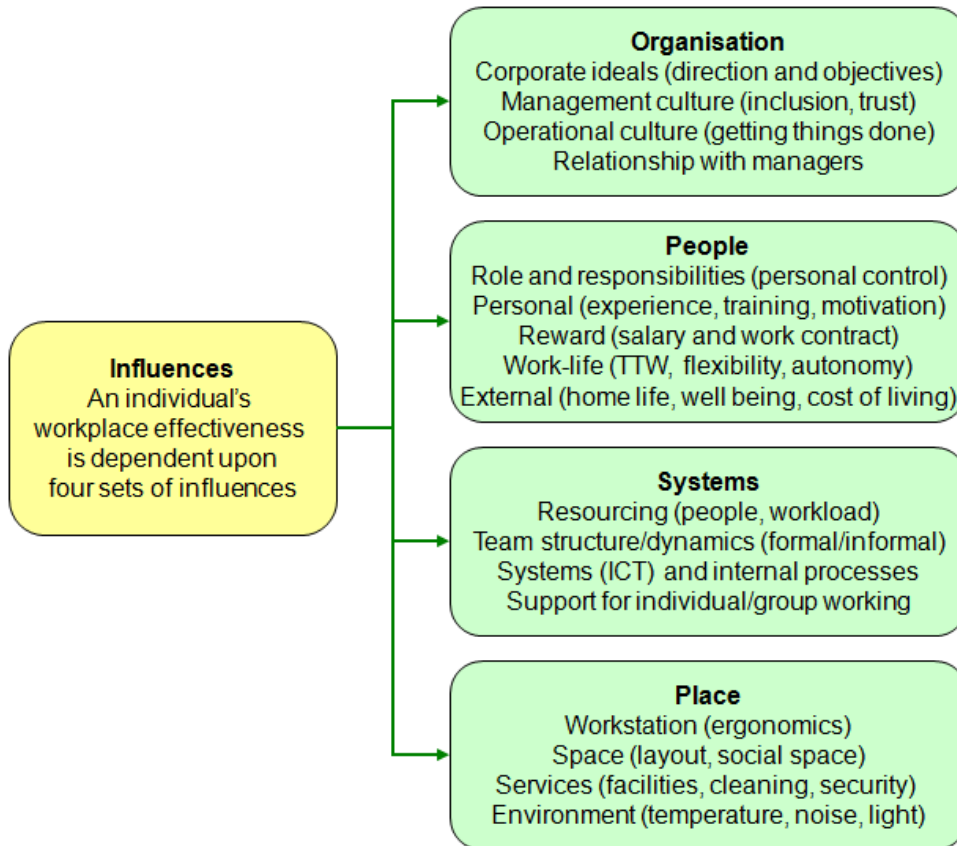 Influences
An individual's
workplace effectiveness
is dependent upon
four sets of influences
Organisation
Corporate ideals (direction and objectives)
Management culture (inclusion, trust)
Operational culture (getting things done)
Relationship with managers
People
Role and responsibilities (personal control)
Personal (experience, training, motivation)
Reward (salary and work contract)
Work-life (TTW, flexibility, autonomy)
External (home life, well being, cost of living)
Systems
Resourcing (people, workload)
Team structure/dynamics (formal/informal)
Systems (ICT) and internal processes
Support for individual/group working
Place
Workstation (ergonomics)
Space (layout, social space)
Services (facilities, cleaning, security)
Environment (temperature, noise, light)